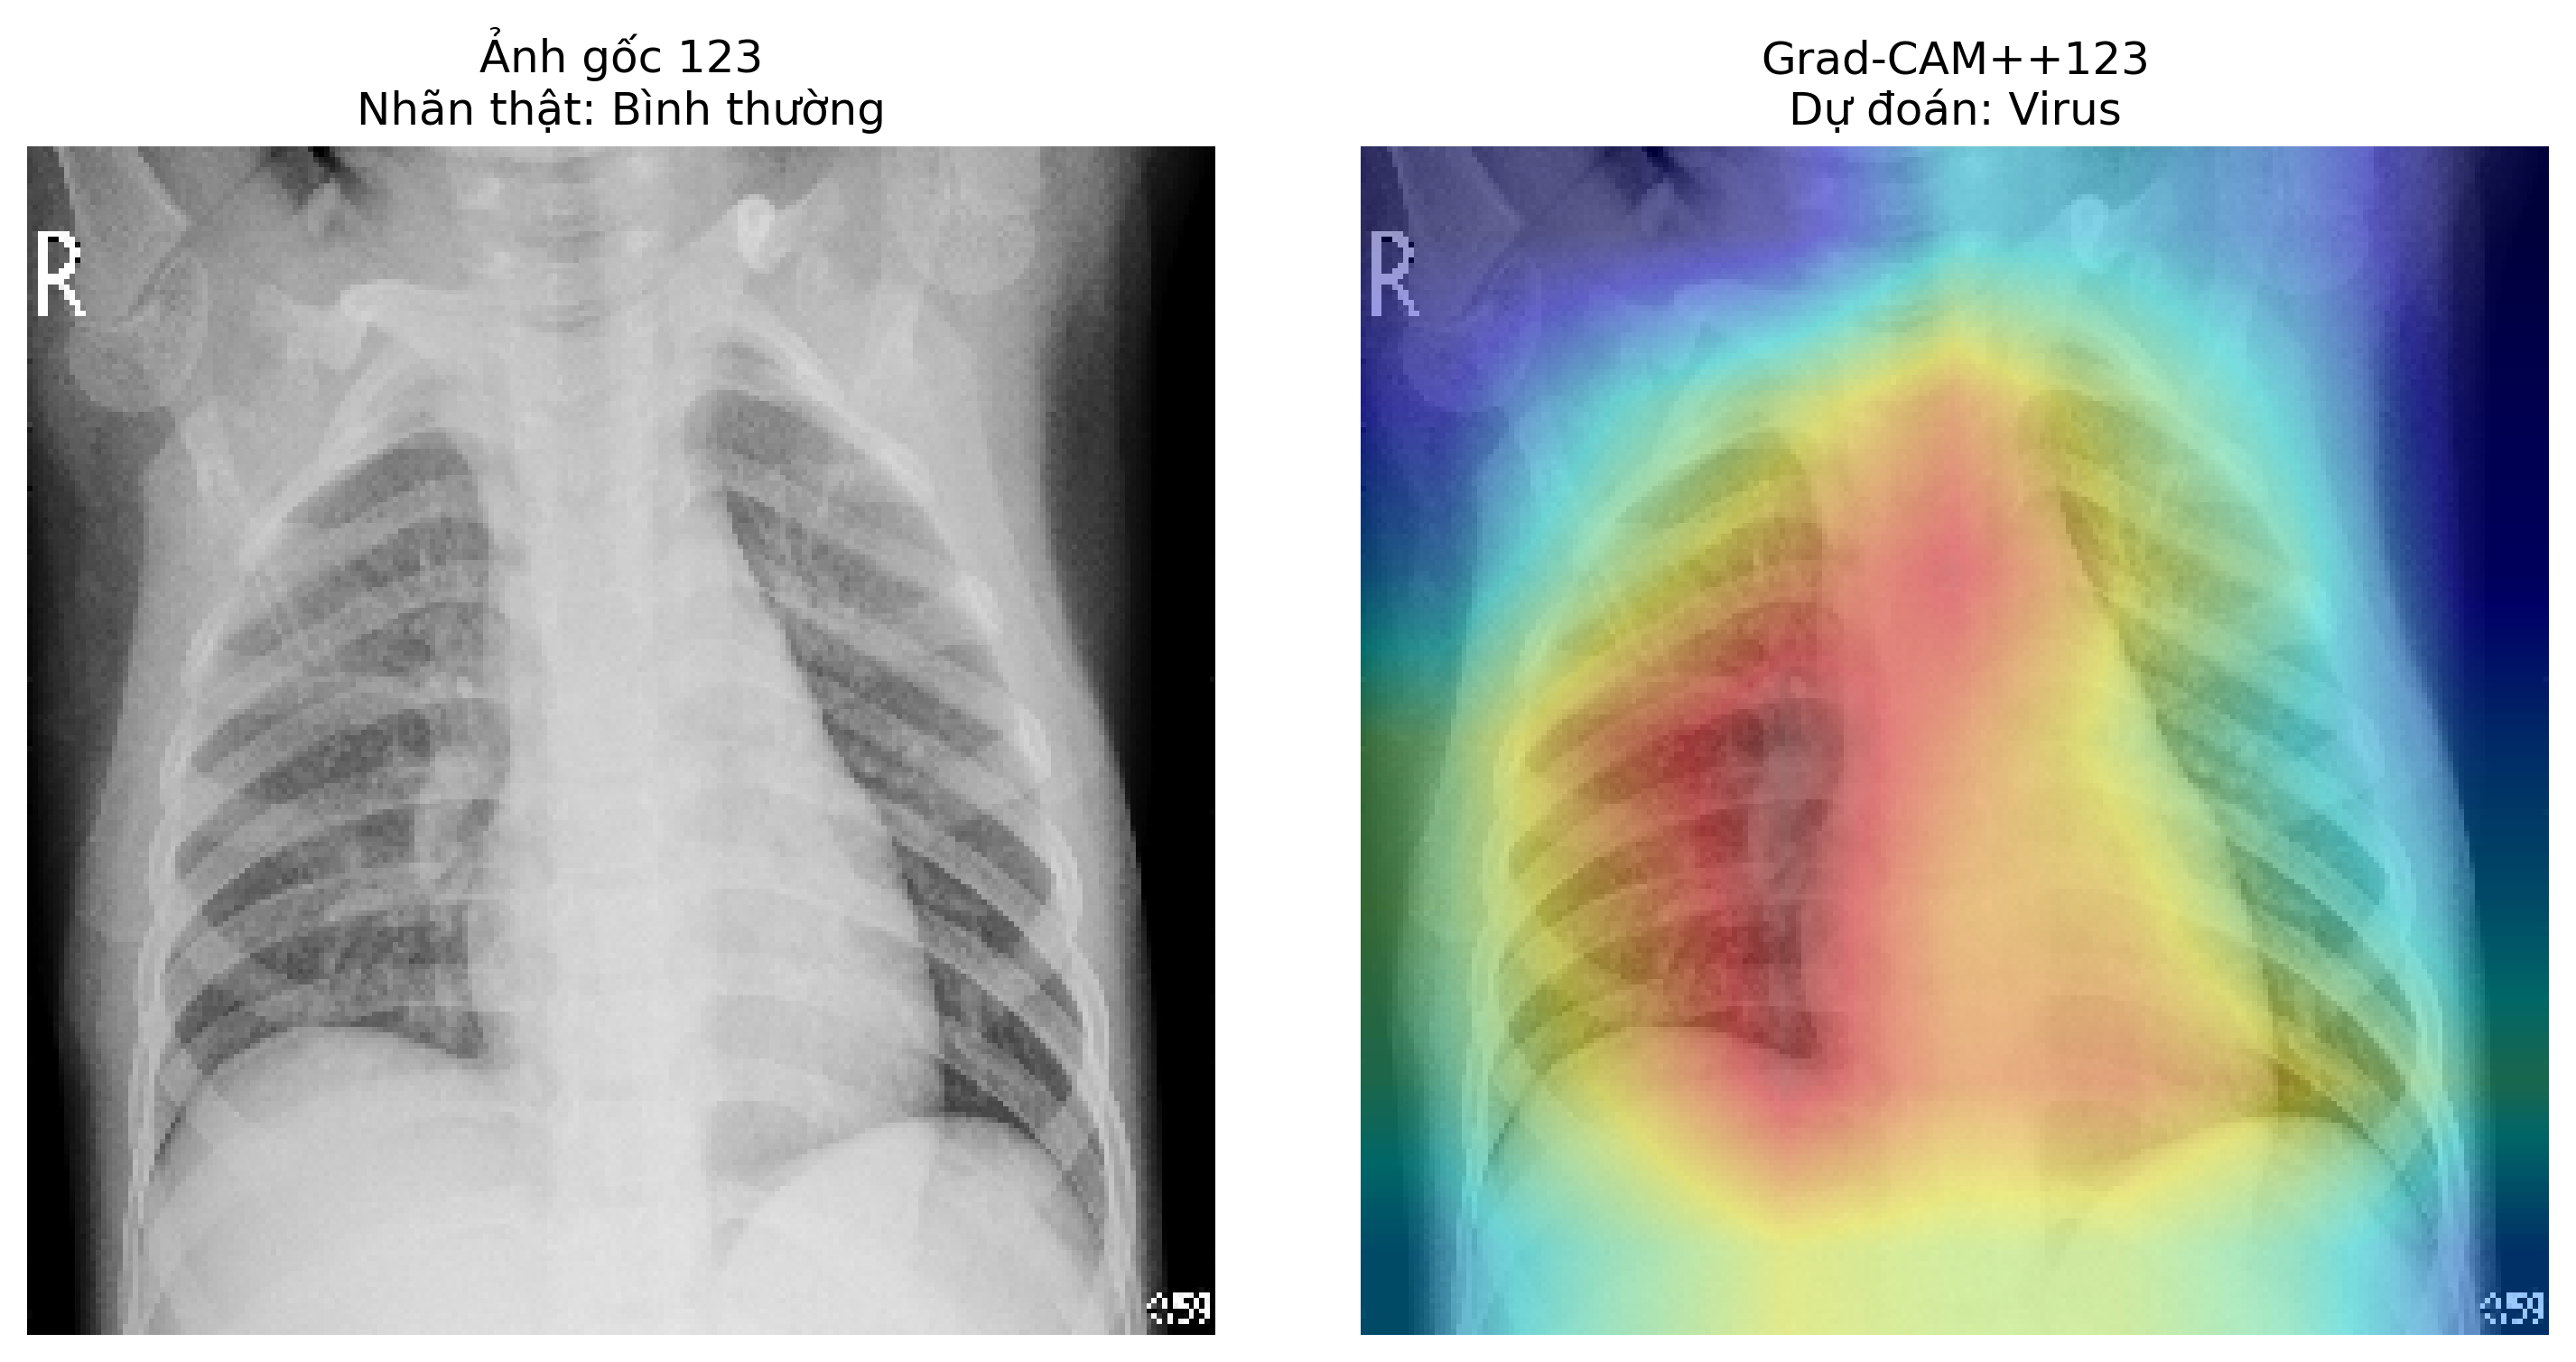 Ảnh gốc 123
Nhãn thật: Bình thường
R
Grad-CAM++123
Dự đoán: Virus
R